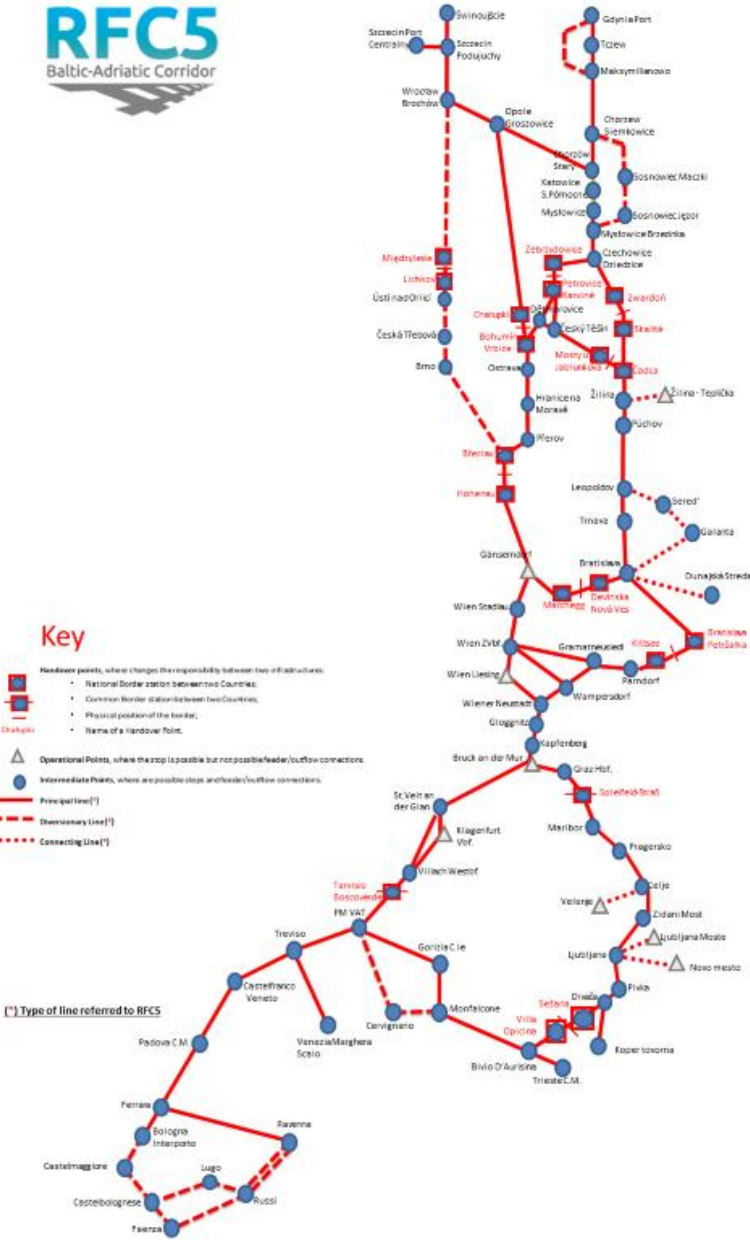 RFC5
Baltic-Adriatic Corridor
Świnoujście
Szczecin Port
Centralny
Szczecin
Podujuchy
Wrocław
Brochów
Opole
Groszowice
Gdynia Port
Tczew
Maksymilianowo
Chorzew
Siemkowice
Chorzów
Stary
Katowice
Mysłowice
Sosnowiec Maczki
Sosnowiec Jęzor
Mysłowice Brzezinka
Czechowice
Dziedzice
Zebrzydowice
Petrovice
Karviné
Międzylesie
Lichkov
Ústí nad Orlicí
Česká Třebová
Brno
Chałupki
Bohumín
Vrbice
Český Těšín
Mosty u
Jablunkova
Zwardoń
Skalité
Čadca
Ostrava
Hranice na
Moravě
Přerov
Žilina
Žilina - Teplička
Púchov
Břeclav
Hohenau
Leopoldov
Sered'
Trnava
Galanta
Gänserndorf
Bratislava
Dunajská Streda
Marchegg
Devínska
Nová Ves
Wien Stadlau
Bratislava
Petržalka
Wien ZVbf.
Gramatneusiedl
Kittsee
Wien Liesing
Parndorf
Wampersdorf
Wiener Neustadt
Gloggnitz
Kapfenberg
Bruck an der Mur
Graz Hbf.
Spielfeld-Straß
St. Veit an
der Glan
Klagenfurt
Vbf.
Maribor
Pragersko
Villach Westbf
Tarvisio
Boscoverde
Celje
Velenje
PM VAT
Zidani Most
Treviso
Gorizia C.le
Ljubljana Moste
Ljubljana
Novo mesto
Castelfranco
Veneto
Pivka
Divača
Sežana
Cervignano
Monfalcone
Villa
Opicina
Venezia Marghera
Scalo
Koper tovorna
Padova C.M.
Bivio D'Aurisina
Trieste C.M.
Ferrara
Bologna
Interporto
Ravenna
Castelmaggiore
Lugo
Castelbolognese
Russi
Faenza
Key
Handover points, where changes the responsibility between two infrastructures:
• National Border station between two Countries;
• Common Border station between two Countries;
• Physical position of the border;
Chałupki • Name of a Handover Point.
Operational Points, where the stop is possible but not possible feeder/outflow connections.
Intermediate Points, where are possible stops and feeder/outflow connections.
Principal line(*)
Diversionary Line(*)
Connecting Line(*)
(*) Type of line referred to RFC5